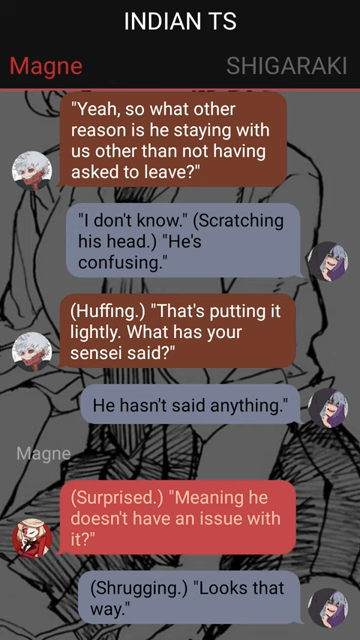 INDIAN TS
Magne
SHIGARAKI
"Yeah, so what other
reason is he staying with
us other than not having
asked to leave?"
"I don't know." (Scratching
his head.) "He's
confusing."
(Huffing.) "That's putting it
lightly. What has your
sensei said?"
He hasn't said anything."
Magne
(Surprised.) "Meaning he
doesn't have an issue with
it?"
(Shrugging.) "Looks that
way."